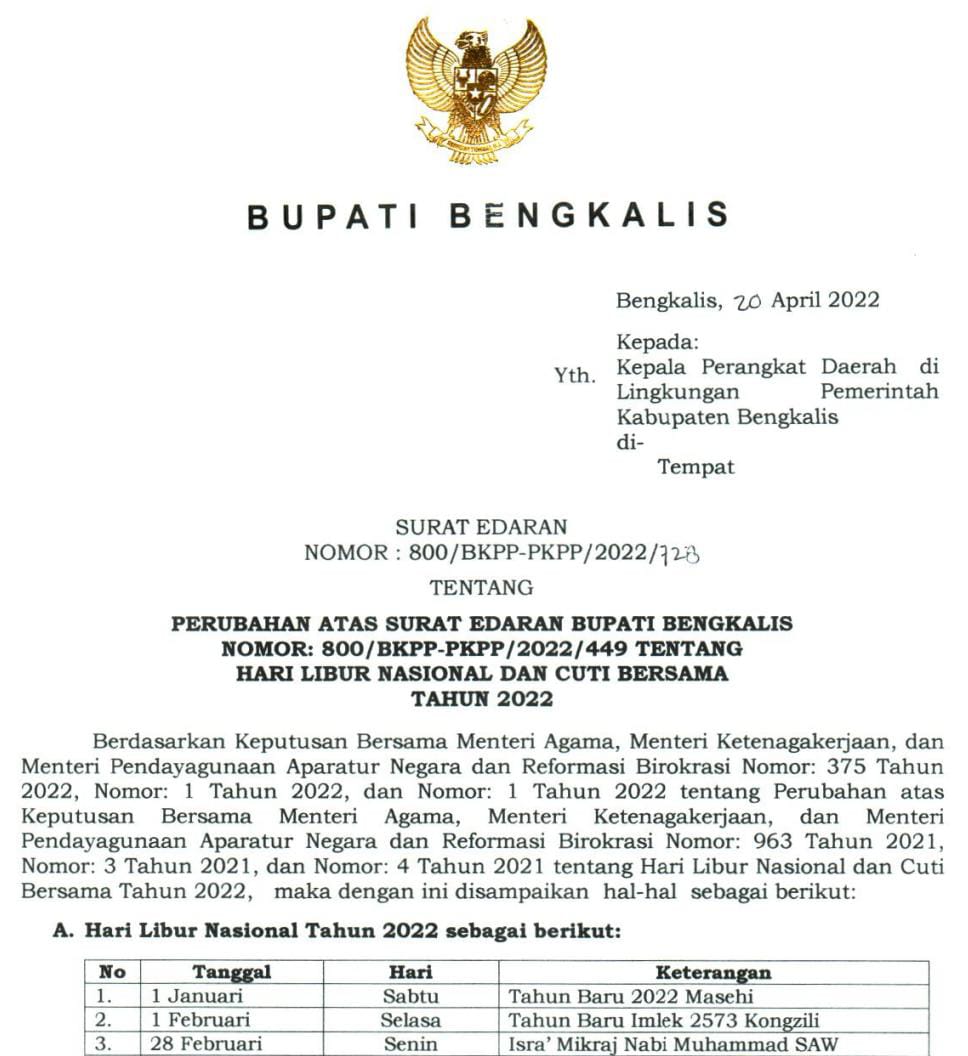 BUPATI BENGKALIS
Bengkalis, 20 April 2022
Kepada:
Yth. Kepala Perangkat Daerah di
Lingkungan Pemerintah
Kabupaten Bengkalis
di-
Tempat
SURAT EDARAN
NOMOR : 800/BKPP-PKPP/2022/728
TENTANG
PERUBAHAN ATAS SURAT EDARAN BUPATI BENGKALIS
NOMOR: 800/BKPP-PKPP/2022/449 TENTANG
HARI LIBUR NASIONAL DAN CUTI BERSAMA
TAHUN 2022
Berdasarkan Keputusan Bersama Menteri Agama, Menteri Ketenagakerjaan, dan
Menteri Pendayagunaan Aparatur Negara dan Reformasi Birokrasi Nomor: 375 Tahun
2022, Nomor: 1 Tahun 2022, dan Nomor: 1 Tahun 2022 tentang Perubahan atas
Keputusan Bersama Menteri Agama, Menteri Ketenagakerjaan, dan Menteri
Pendayagunaan Aparatur Negara dan Reformasi Birokrasi Nomor: 963 Tahun 2021,
Nomor: 3 Tahun 2021, dan Nomor: 4 Tahun 2021 tentang Hari Libur Nasional dan Cuti
Bersama Tahun 2022, maka dengan ini disampaikan hal-hal sebagai berikut:
A. Hari Libur Nasional Tahun 2022 sebagai berikut:
No Tanggal Hari Keterangan
1. 1 Januari Sabtu Tahun Baru 2022 Masehi
2. 1 Februari Selasa Tahun Baru Imlek 2573 Kongzili
3. 28 Februari Senin Isra' Mikraj Nabi Muhammad SAW